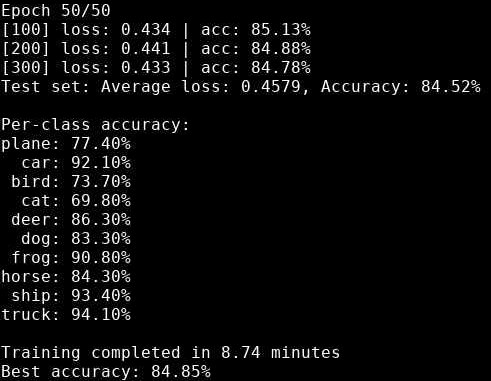 Epoch 50/50
[100] loss: 0.434 | acc: 85.13%
[200] loss: 0.441 | acc: 84.88%
[300] loss: 0.433 | acc: 84.78%
Test set: Average loss: 0.4579, Accuracy: 84.52%
Per-class accuracy:
plane: 77.40%
car: 92.10%
bird: 73.70%
cat: 69.80%
deer: 86.30%
dog: 83.30%
frog: 90.80%
horse: 84.30%
ship: 93.40%
truck: 94.10%
Training completed in 8.74 minutes
Best accuracy: 84.85%